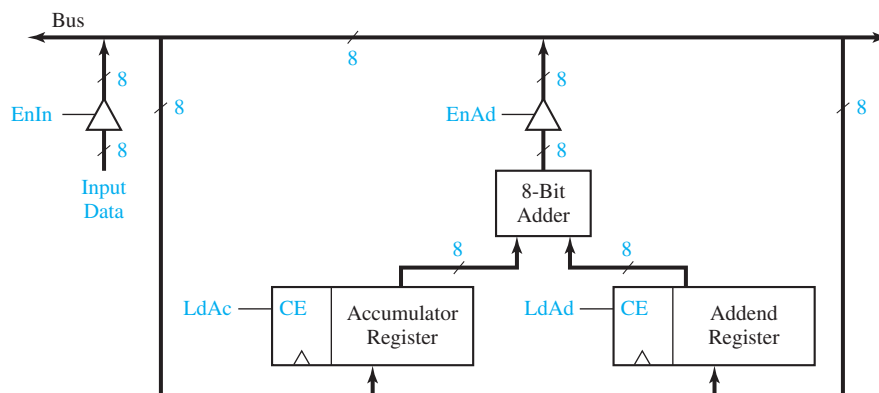 Bus
8
8
8
8
8
8
EnIn
EnAd
8
8
Input
Data
8-Bit
Adder
8
8
LdAc
CE
Accumulator
Register
LdAd
CE
Addend
Register